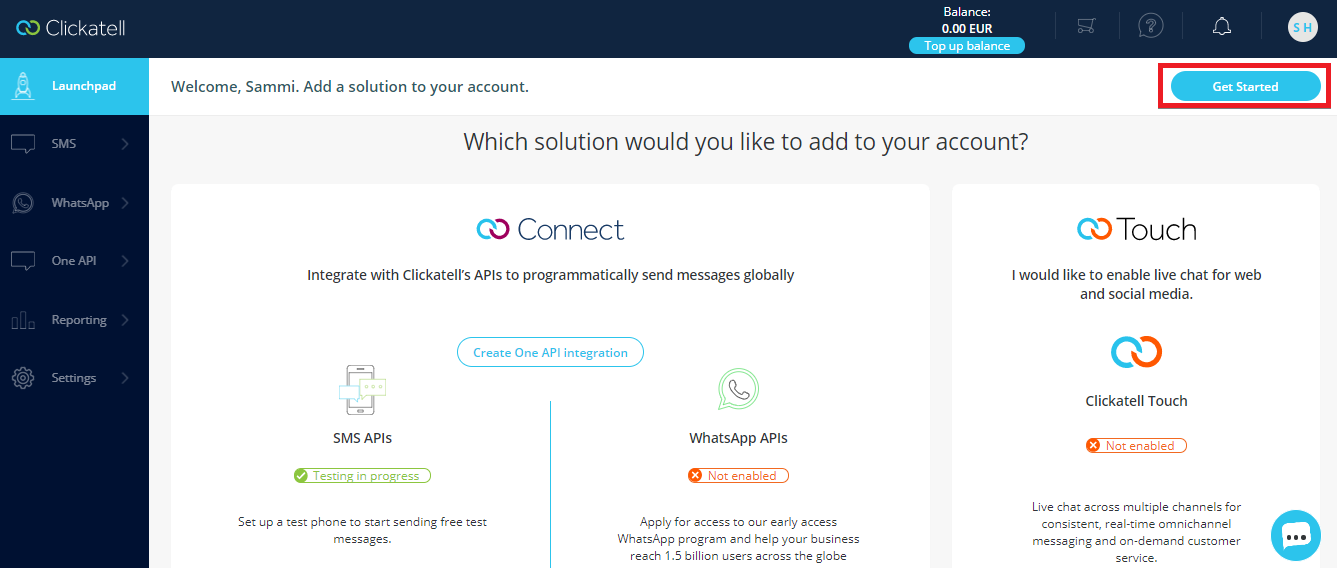 Clickatell
Balance:
0.00 EUR
Top up balance
S H
Launchpad
Welcome, Sammi. Add a solution to your account.
Get Started
SMS
WhatsApp
One API
Reporting
Settings
Which solution would you like to add to your account?
Connect
Integrate with Clickatell's APIs to programmatically send messages globally
Create One API integration
SMS APIs
Testing in progress
Set up a test phone to start sending free test
messages.
WhatsApp APIs
Not enabled
Apply for access to our early access
WhatsApp program and help your business
reach 1.5 billion users across the globe
Touch
I would like to enable live chat for web
and social media.
Clickatell Touch
Not enabled
Live chat across multiple channels for
consistent, real-time omnichannel
messaging and on-demand customer
service.